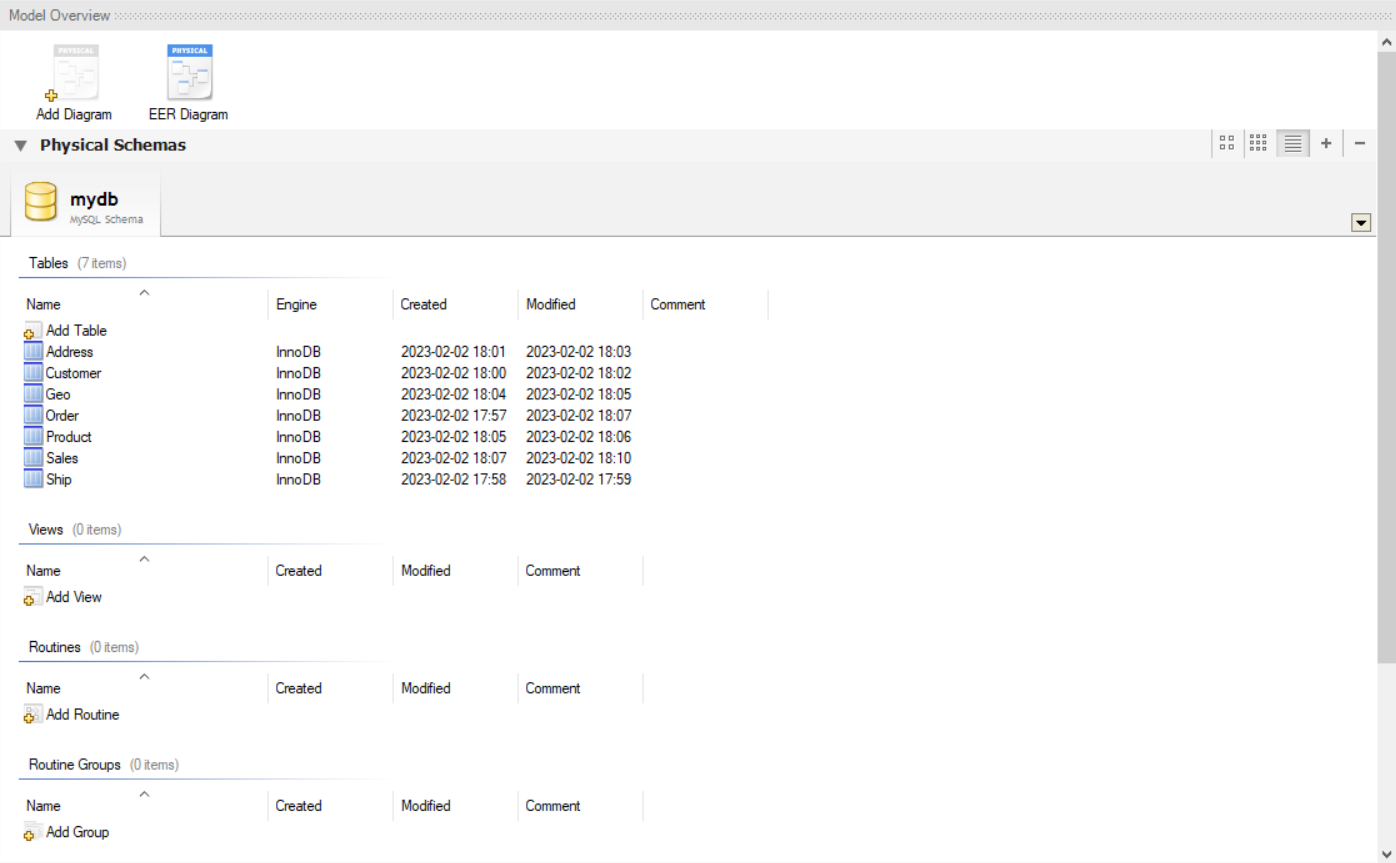 Model Overview
PHYSICAL PHYSICAL
Add Diagram EER Diagram
Physical Schemas
mydb
MySQL Schema
Tables (7 items)
Name Engine Created Modified Comment
Add Table
Address InnoDB 2023-02-02 18:01 2023-02-02 18:03
Customer InnoDB 2023-02-02 18:00 2023-02-02 18:02
Geo InnoDB 2023-02-02 18:04 2023-02-02 18:05
Order InnoDB 2023-02-02 17:57 2023-02-02 18:07
Product InnoDB 2023-02-02 18:05 2023-02-02 18:06
Sales InnoDB 2023-02-02 18:07 2023-02-02 18:10
Ship InnoDB 2023-02-02 17:58 2023-02-02 17:59
Views (0 items)
Name Created Modified Comment
Add View
Routines (0 items)
Name Created Modified Comment
Add Routine
Routine Groups (0 items)
Name Created Modified Comment
Add Group